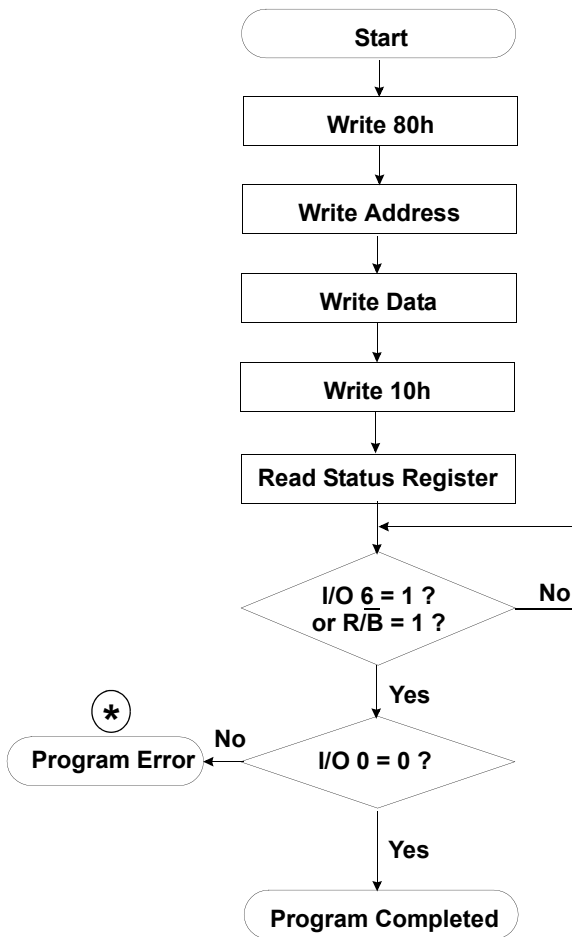 Start
Write 80h
Write Address
Write Data
Write 10h
Read Status Register
I/O 6 = 1 ?
or R/B̅ = 1 ?
No
Yes
*
No
Program Error
I/O 0 = 0 ?
Yes
Program Completed